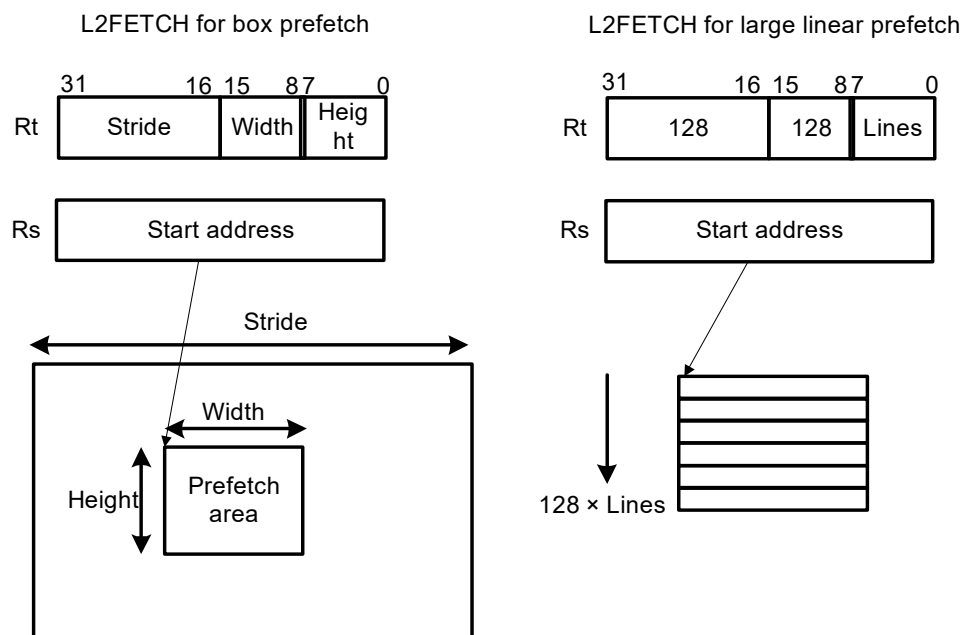 L2FETCH for box prefetch
31 16 15 8 7 0
Rt Stride Width Heig
ht
Rs Start address
Stride
Width
Height
Prefetch
area
L2FETCH for large linear prefetch
31 16 15 8 7 0
Rt 128 128 Lines
Rs Start address
128 × Lines